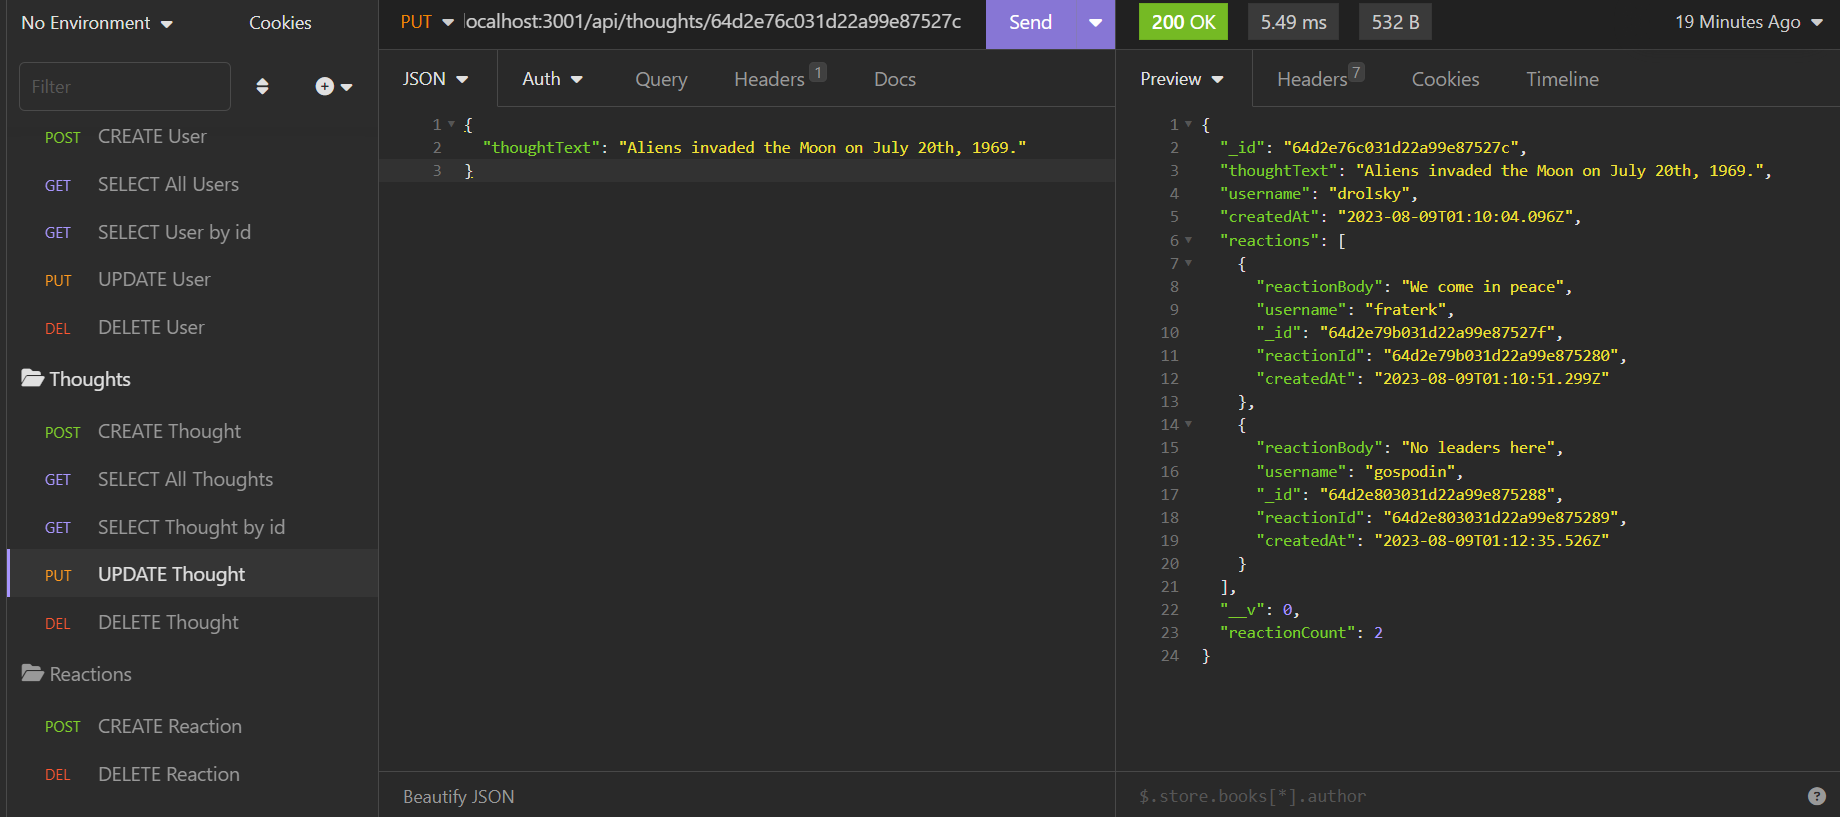 No Environment
Cookies
Filter
POST CREATE User
GET SELECT All Users
GET SELECT User by id
PUT UPDATE User
DEL DELETE User
Thoughts
POST CREATE Thought
GET SELECT All Thoughts
GET SELECT Thought by id
PUT UPDATE Thought
DEL DELETE Thought
Reactions
POST CREATE Reaction
DEL DELETE Reaction
PUT localhost:3001/api/thoughts/64d2e76c031d22a99e87527c Send
JSON Auth Query Headers 1 Docs
1 {
2 "thoughtText": "Aliens invaded the Moon on July 20th, 1969."
3 }
Beautify JSON
200 OK 5.49 ms 532 B 19 Minutes Ago
Preview Headers 7 Cookies Timeline
1 {
2 "_id": "64d2e76c031d22a99e87527c",
3 "thoughtText": "Aliens invaded the Moon on July 20th, 1969.",
4 "username": "drolsky",
5 "createdAt": "2023-08-09T01:10:04.096Z",
6 "reactions": [
7 {
8 "reactionBody": "We come in peace",
9 "username": "fraterk",
10 "_id": "64d2e79b031d22a99e87527f",
11 "reactionId": "64d2e79b031d22a99e875280",
12 "createdAt": "2023-08-09T01:10:51.299Z"
13 },
14 {
15 "reactionBody": "No leaders here",
16 "username": "gospodin",
17 "_id": "64d2e803031d22a99e875288",
18 "reactionId": "64d2e803031d22a99e875289",
19 "createdAt": "2023-08-09T01:12:35.526Z"
20 }
21 ],
22 "__v": 0,
23 "reactionCount": 2
24 }
$.store.books[*].author ?